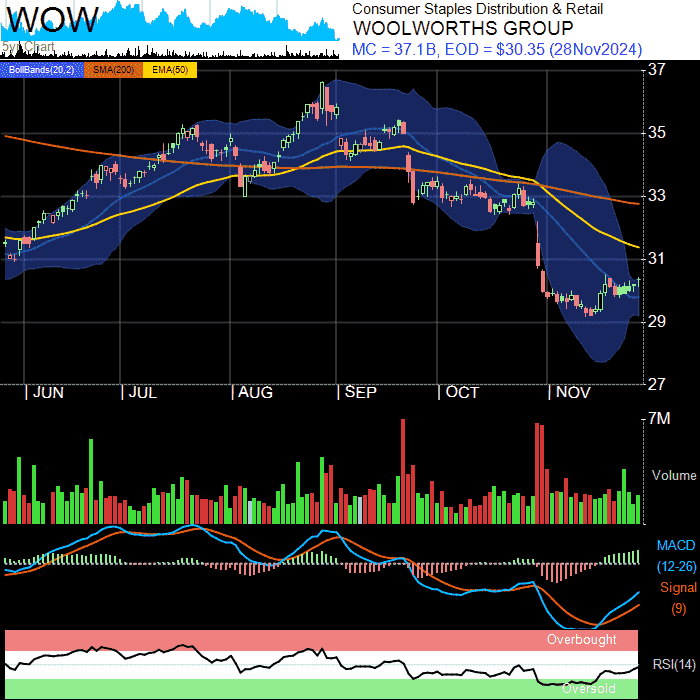 WOW
Consumer Staples Distribution & Retail
WOOLWORTHS GROUP
MC = 37.1B, EOD = $30.35 (28Nov2024)
BollBands(20,2) SMA(200) EMA(50)
37
35
33
31
29
27
JUN JUL AUG SEP OCT NOV
7M
Volume
MACD
(12-26)
Signal
(9)
Overbought
RSI(14)
Oversold